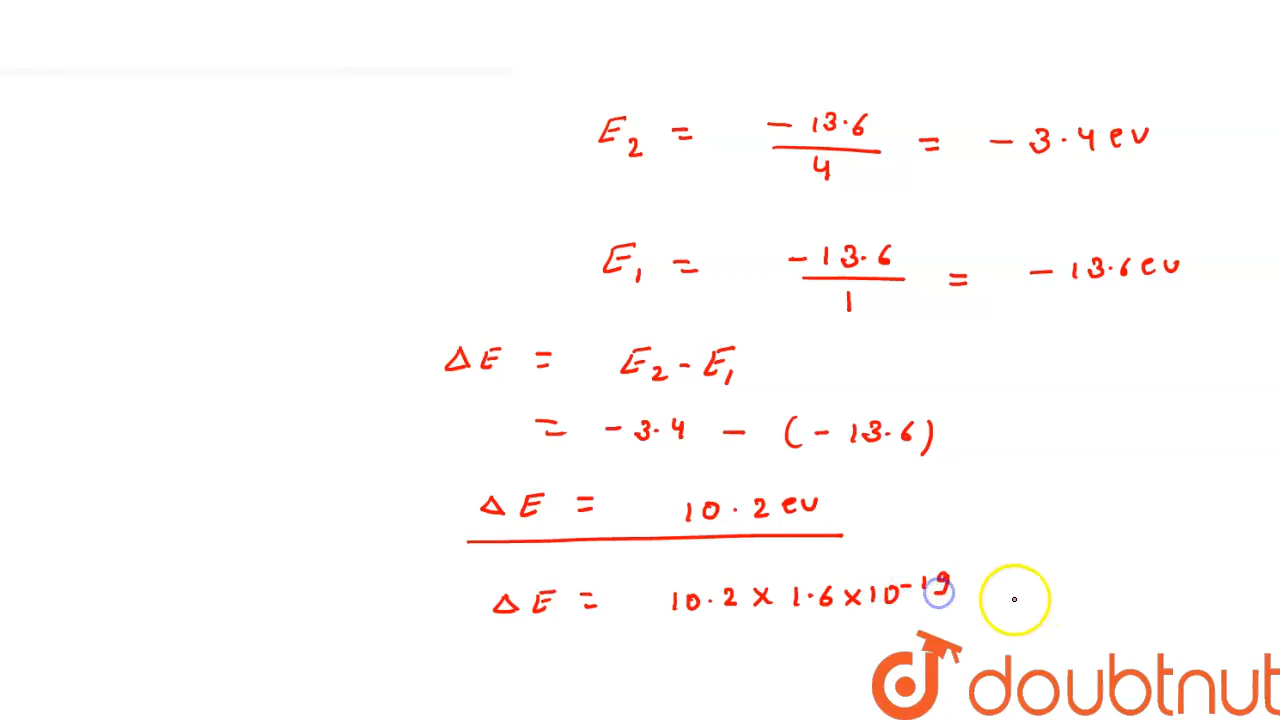 E₂ = -13.6/4 = -3.4 ev
E₁ = -13.6/1 = -13.6 ev
ΔE = E₂ - E₁
= -3.4 - (-13.6)
ΔE = 10.2 ev
ΔE = 10.2 × 1.6 × 10⁻¹⁹
doubtnut